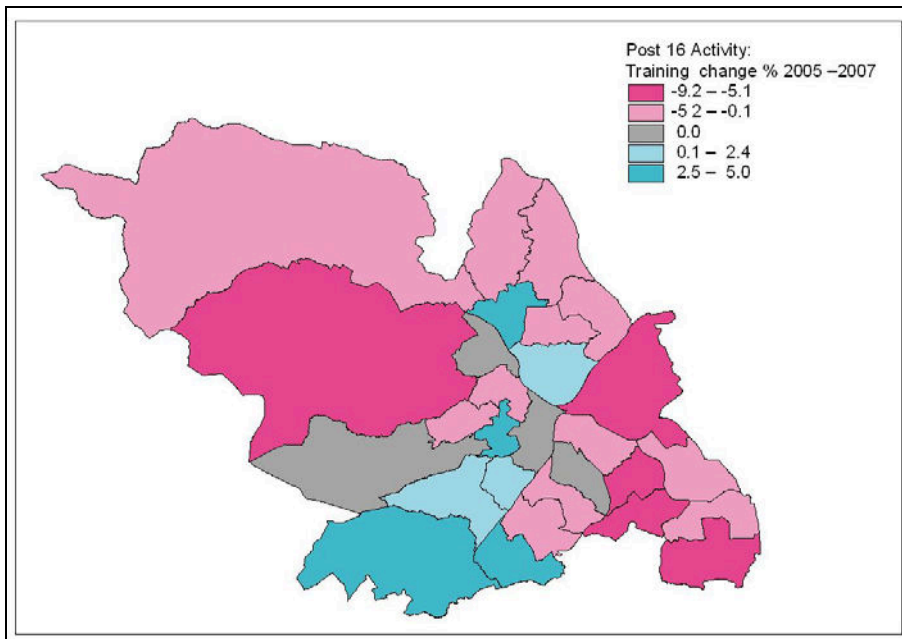 Post 16 Activity:
Training change % 2005 –2007
-9.2 – -5.1
-5 2 – -0.1
0.0
0.1 – 2.4
2.5 – 5.0